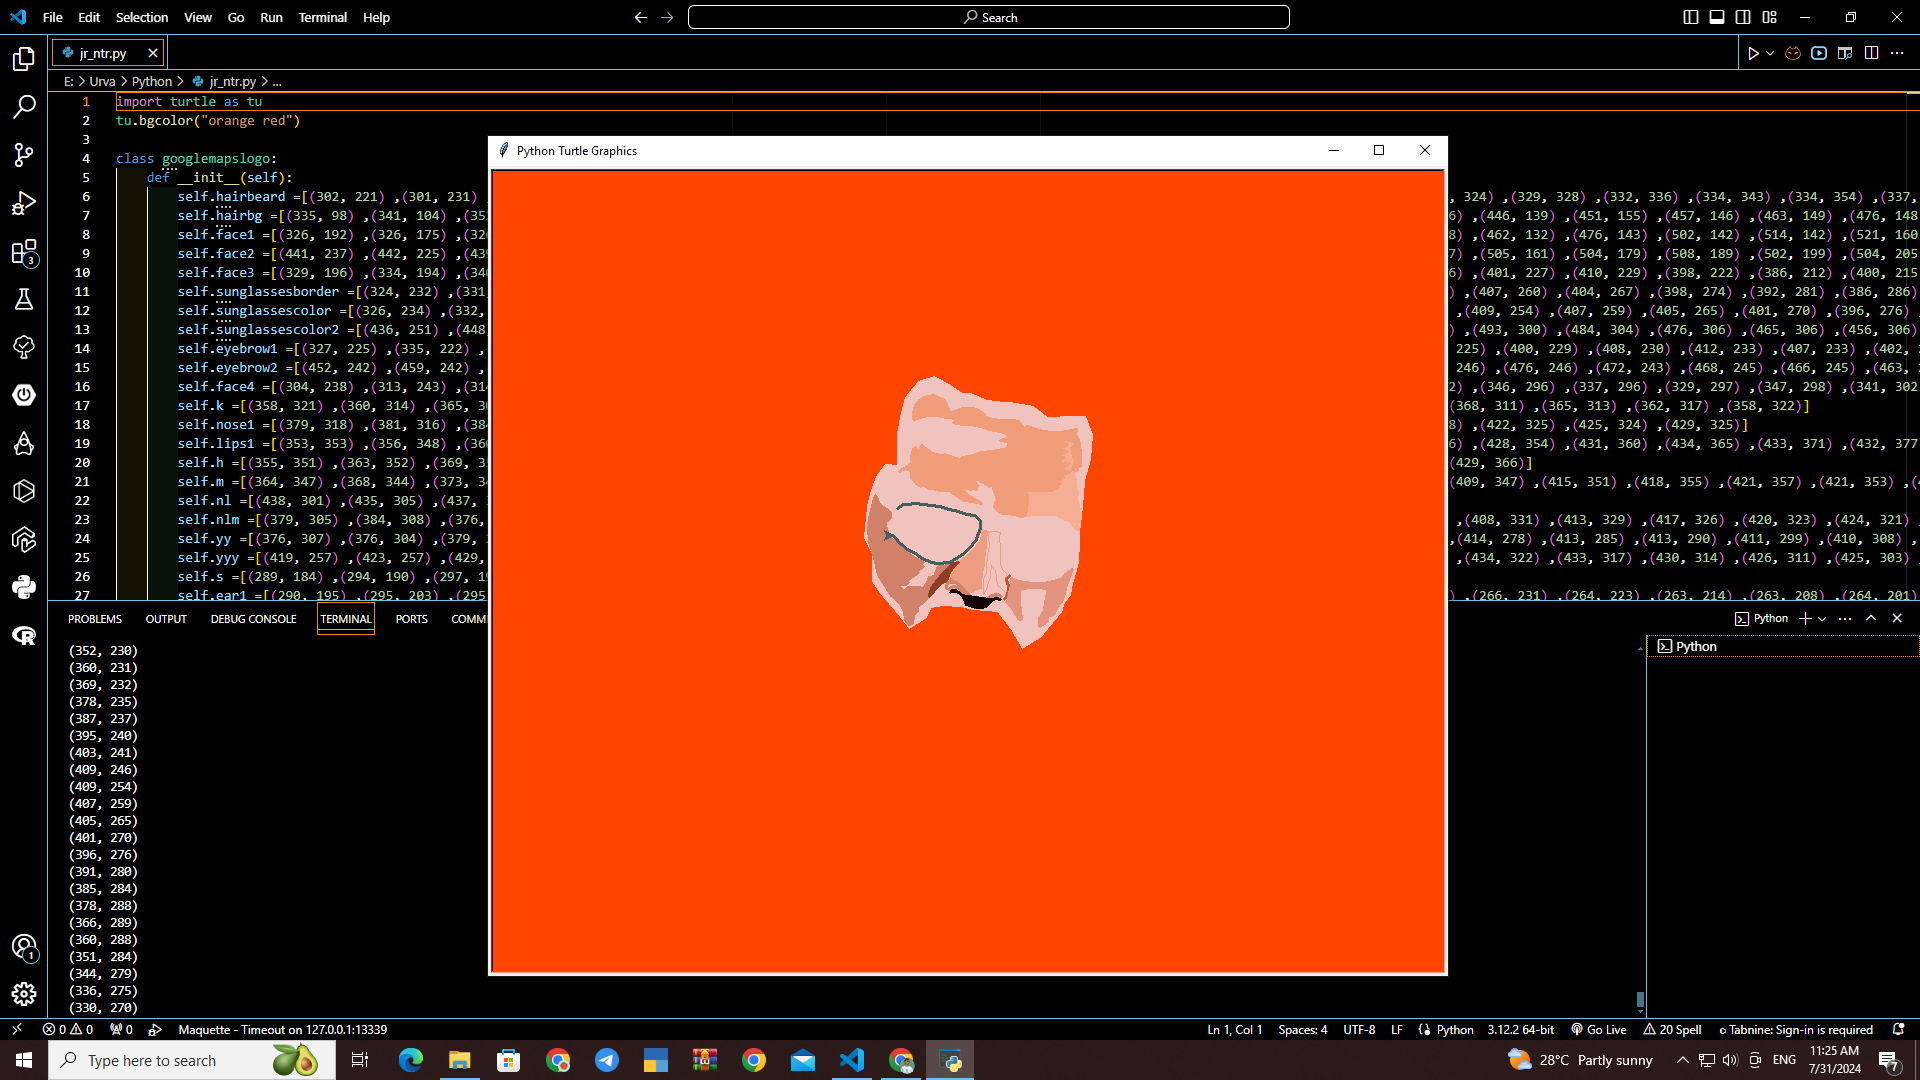 File Edit Selection View Go Run Terminal Help Search
jr_ntr.py
E: > Urva > Python > jr_ntr.py > ...
1 import turtle as tu
2 tu.bgcolor("orange red")
3
4 class googlemapslogo:
5 def __init__(self):
6 self.hairbeard =[(302, 221) ,(301, 231) , 324) ,(329, 328) ,(332, 336) ,(334, 343) ,(334, 354) ,(337,
7 self.hairbg =[(335, 98) ,(341, 104) ,(35 6) ,(446, 139) ,(451, 155) ,(457, 146) ,(463, 149) ,(476, 148
8 self.face1 =[(326, 192) ,(326, 175) ,(32 8) ,(462, 132) ,(476, 143) ,(502, 142) ,(514, 142) ,(521, 160
9 self.face2 =[(441, 237) ,(442, 225) ,(43 7) ,(505, 161) ,(504, 179) ,(508, 189) ,(502, 199) ,(504, 205
10 self.face3 =[(329, 196) ,(334, 194) ,(34 6) ,(401, 227) ,(410, 229) ,(398, 222) ,(386, 212) ,(400, 215
11 self.sunglassesborder =[(324, 232) ,(331 ) ,(407, 260) ,(404, 267) ,(398, 274) ,(392, 281) ,(386, 286)
12 self.sunglassescolor =[(326, 234) ,(332, ,(409, 254) ,(407, 259) ,(405, 265) ,(401, 270) ,(396, 276)
13 self.sunglassescolor2 =[(436, 251) ,(448 ) ,(493, 300) ,(484, 304) ,(476, 306) ,(465, 306) ,(456, 306)
14 self.eyebrow1 =[(327, 225) ,(335, 222) , 225) ,(400, 229) ,(408, 230) ,(412, 233) ,(407, 233) ,(402,
15 self.eyebrow2 =[(452, 242) ,(459, 242) , 246) ,(476, 246) ,(472, 243) ,(468, 245) ,(466, 245) ,(463,
16 self.face4 =[(304, 238) ,(313, 243) ,(314 2) ,(346, 296) ,(337, 296) ,(329, 297) ,(347, 298) ,(341, 302
17 self.k =[(358, 321) ,(360, 314) ,(365, 3 (368, 311) ,(365, 313) ,(362, 317) ,(358, 322)]
18 self.nose1 =[(379, 318) ,(381, 316) ,(38 8) ,(422, 325) ,(425, 324) ,(429, 325)]
19 self.lips1 =[(353, 353) ,(356, 348) ,(36 6) ,(428, 354) ,(431, 360) ,(434, 365) ,(433, 371) ,(432, 377
20 self.h =[(355, 351) ,(363, 352) ,(369, 3 (429, 366)]
21 self.m =[(364, 347) ,(368, 344) ,(373, 3 (409, 347) ,(415, 351) ,(418, 355) ,(421, 357) ,(421, 353) ,(
22 self.nl =[(438, 301) ,(435, 305) ,(437,
23 self.nlm =[(379, 305) ,(384, 308) ,(376, ,(408, 331) ,(413, 329) ,(417, 326) ,(420, 323) ,(424, 321)
24 self.yy =[(376, 307) ,(376, 304) ,(379, ,(414, 278) ,(413, 285) ,(413, 290) ,(411, 299) ,(410, 308) ,
25 self.yyy =[(419, 257) ,(423, 257) ,(429, ,(434, 322) ,(433, 317) ,(430, 314) ,(426, 311) ,(425, 303)
26 self.s =[(289, 184) ,(294, 190) ,(297, 1
27 self.ear1 =[(290, 195) ,(295, 203) ,(295 ) ,(266, 231) ,(264, 223) ,(263, 214) ,(263, 208) ,(264, 201)
Python Turtle Graphics
PROBLEMS OUTPUT DEBUG CONSOLE TERMINAL PORTS COMM Python
Python
(352, 230)
(360, 231)
(369, 232)
(378, 235)
(387, 237)
(395, 240)
(403, 241)
(409, 246)
(409, 254)
(407, 259)
(405, 265)
(401, 270)
(396, 276)
(391, 280)
(385, 284)
(378, 288)
(366, 289)
(360, 288)
(351, 284)
(344, 279)
(336, 275)
(330, 270)
3
1
0 0 0 Maquette - Timeout on 127.0.0.1:13339 Ln 1, Col 1 Spaces: 4 UTF-8 LF Python 3.12.2 64-bit Go Live 20 Spell Tabnine: Sign-in is required
Type here to search 28°C Partly sunny ENG 11:25 AM
7/31/2024 7